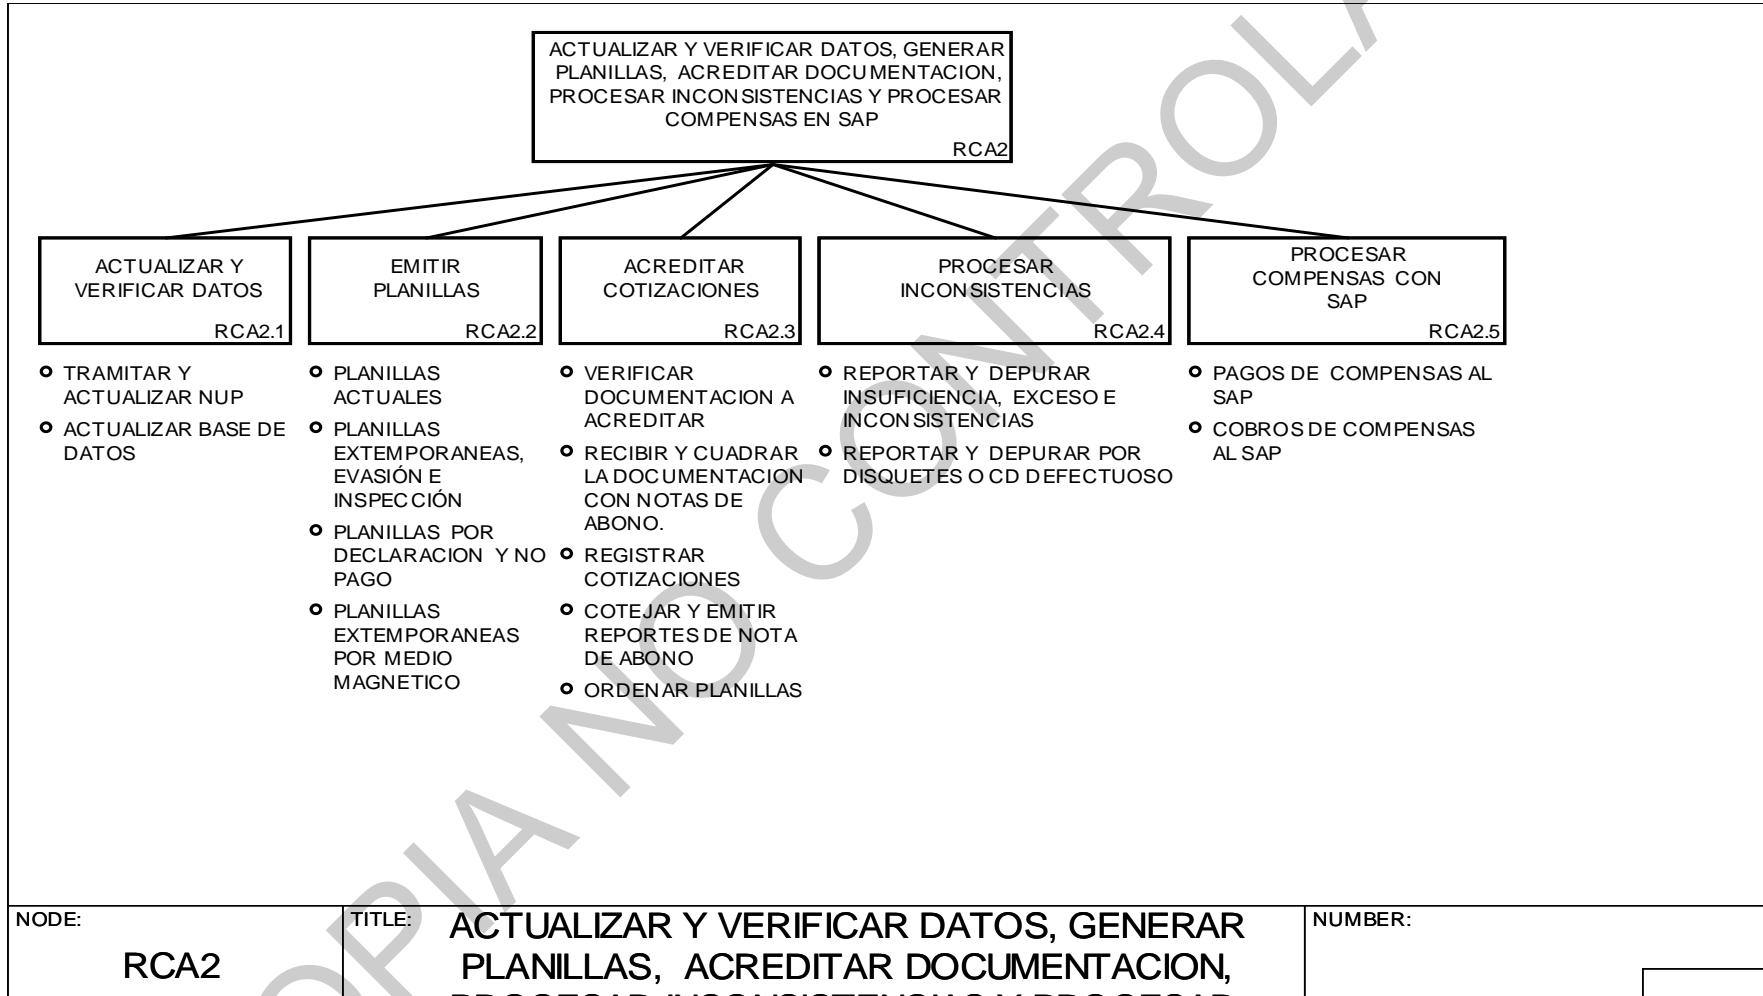 ACTUALIZAR Y VERIFICAR DATOS, GENERAR
PLANILLAS, ACREDITAR DOCUMENTACION,
PROCESAR INCONSISTENCIAS Y PROCESAR
COMPENSAS EN SAP
RCA2
ACTUALIZAR Y
VERIFICAR DATOS
RCA2.1
TRAMITAR Y
ACTUALIZAR NUP
ACTUALIZAR BASE DE
DATOS
EMITIR
PLANILLAS
RCA2.2
PLANILLAS
ACTUALES
PLANILLAS
EXTEMPORANEAS,
EVASIÓN E
INSPECCIÓN
PLANILLAS POR
DECLARACION Y NO
PAGO
PLANILLAS
EXTEMPORANEAS
POR MEDIO
MAGNETICO
ACREDITAR
COTIZACIONES
RCA2.3
VERIFICAR
DOCUMENTACION A
ACREDITAR
RECIBIR Y CUADRAR
LA DOCUMENTACION
CON NOTAS DE
ABONO.
REGISTRAR
COTIZACIONES
COTEJAR Y EMITIR
REPORTES DE NOTA
DE ABONO
ORDENAR PLANILLAS
PROCESAR
INCONSISTENCIAS
RCA2.4
REPORTAR Y DEPURAR
INSUFICIENCIA, EXCESO E
INCONSISTENCIAS
REPORTAR Y DEPURAR POR
DISQUETES O CD DEFECTUOSO
PROCESAR
COMPENSAS CON
SAP
RCA2.5
PAGOS DE COMPENSAS AL
SAP
COBROS DE COMPENSAS
AL SAP
OPIA NO CONTROLA
NODE:
RCA2
TITLE:
ACTUALIZAR Y VERIFICAR DATOS, GENERAR
PLANILLAS, ACREDITAR DOCUMENTACION,
PROCESAR INCONSISTENCIAS Y PROCESAR
NUMBER: